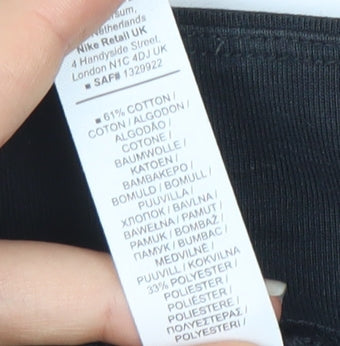 Netherlands
Nike Retail UK
4 Handyside Street,
London N1C 4DJ UK
▪ SAF# 1329922
▪ 61% COTTON /
COTON / ALGODON /
ALGODÃO /
COTONE /
BAUMWOLLE /
KATOEN /
ΒΑΜΒΑΚΕΡΟ /
BOMULD / BOMULL /
PUUVILLA /
ХЛОПОК / BAVLNA /
BAWEŁNA / PAMUT /
PAMUK / BOMBAŽ /
ПАМУК / BUMBAC /
MEDVILNĖ /
PUUVILL / KOKVILNA
33% POLYESTER /
POLIESTER /
POLIÉSTER /
POLIESTERE /
ΠΟΛΥΕΣΤΕΡΑΣ /
POLYESTERI /